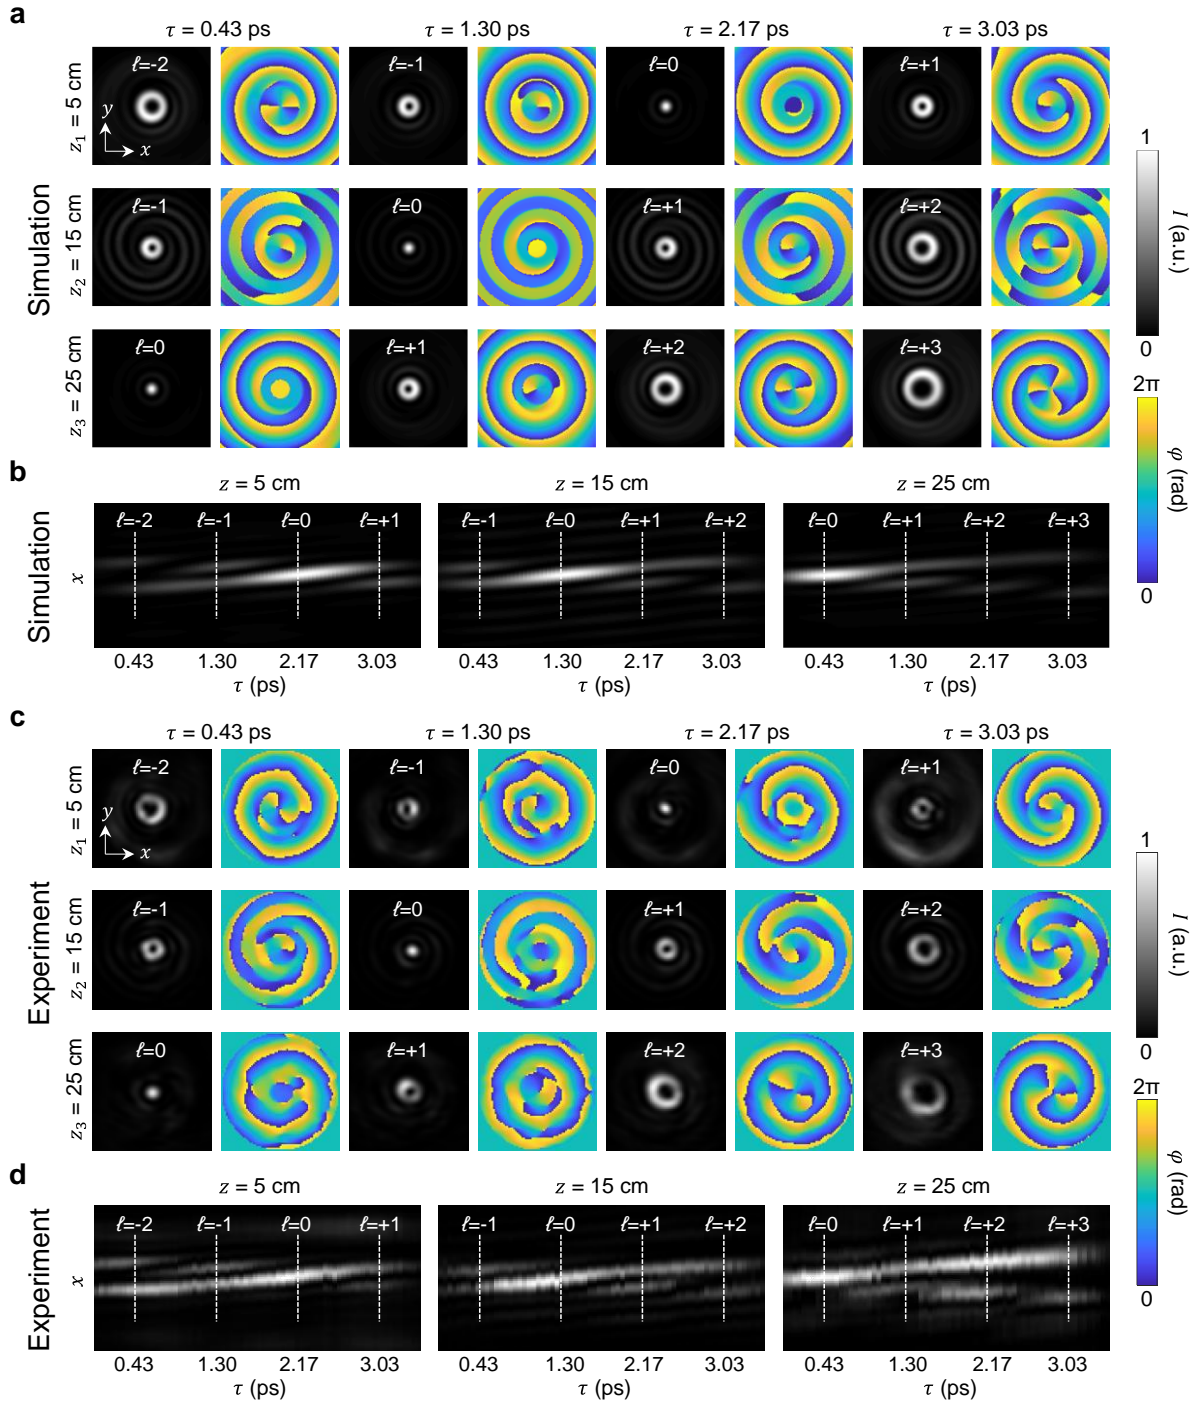 a
τ = 0.43 ps τ = 1.30 ps τ = 2.17 ps τ = 3.03 ps
Simulation
z₁ = 5 cm
ℓ=-2 ℓ=-1 ℓ=0 ℓ=+1
y
x
z₂ = 15 cm
ℓ=-1 ℓ=0 ℓ=+1 ℓ=+2
z₃ = 25 cm
ℓ=0 ℓ=+1 ℓ=+2 ℓ=+3
1
I (a.u.)
0
2π
φ (rad)
0
b
z = 5 cm z = 15 cm z = 25 cm
Simulation
x
ℓ=-2 ℓ=-1 ℓ=0 ℓ=+1 ℓ=-1 ℓ=0 ℓ=+1 ℓ=+2 ℓ=0 ℓ=+1 ℓ=+2 ℓ=+3
0.43 1.30 2.17 3.03 0.43 1.30 2.17 3.03 0.43 1.30 2.17 3.03
τ (ps) τ (ps) τ (ps)
c
τ = 0.43 ps τ = 1.30 ps τ = 2.17 ps τ = 3.03 ps
Experiment
z₁ = 5 cm
ℓ=-2 ℓ=-1 ℓ=0 ℓ=+1
y
x
z₂ = 15 cm
ℓ=-1 ℓ=0 ℓ=+1 ℓ=+2
z₃ = 25 cm
ℓ=0 ℓ=+1 ℓ=+2 ℓ=+3
1
I (a.u.)
0
2π
φ (rad)
0
d
z = 5 cm z = 15 cm z = 25 cm
Experiment
x
ℓ=-2 ℓ=-1 ℓ=0 ℓ=+1 ℓ=-1 ℓ=0 ℓ=+1 ℓ=+2 ℓ=0 ℓ=+1 ℓ=+2 ℓ=+3
0.43 1.30 2.17 3.03 0.43 1.30 2.17 3.03 0.43 1.30 2.17 3.03
τ (ps) τ (ps) τ (ps)